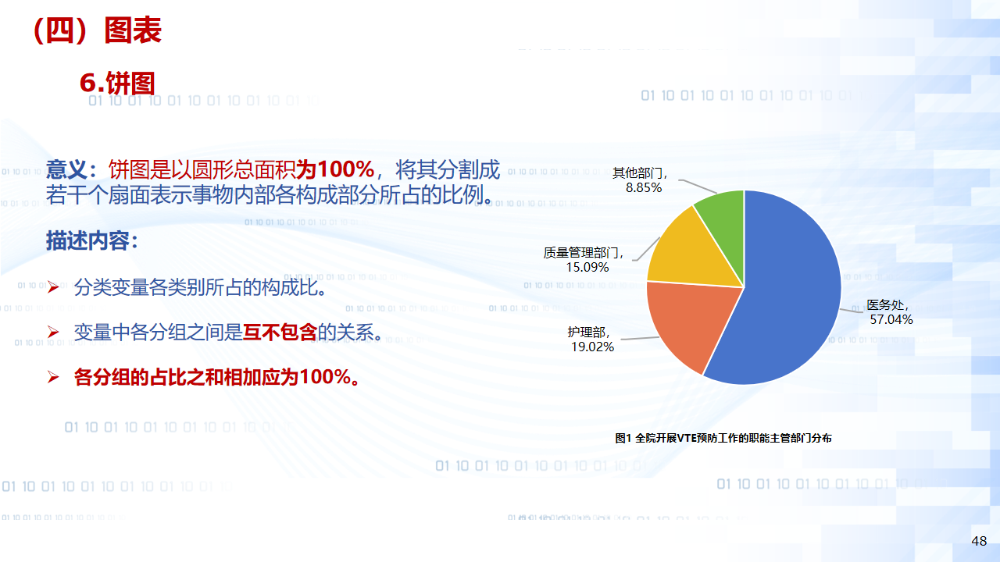 （四）图表
6.饼图
意义：饼图是以圆形总面积为100%，将其分割成
若干个扇面表示事物内部各构成部分所占的比例。
描述内容：
➢ 分类变量各类别所占的构成比。
➢ 变量中各分组之间是互不包含的关系。
➢ 各分组的占比之和相加应为100%。
其他部门，
8.85%
质量管理部门，
15.09%
护理部，
19.02%
医务处，
57.04%
图1 全院开展VTE预防工作的职能主管部门分布
48